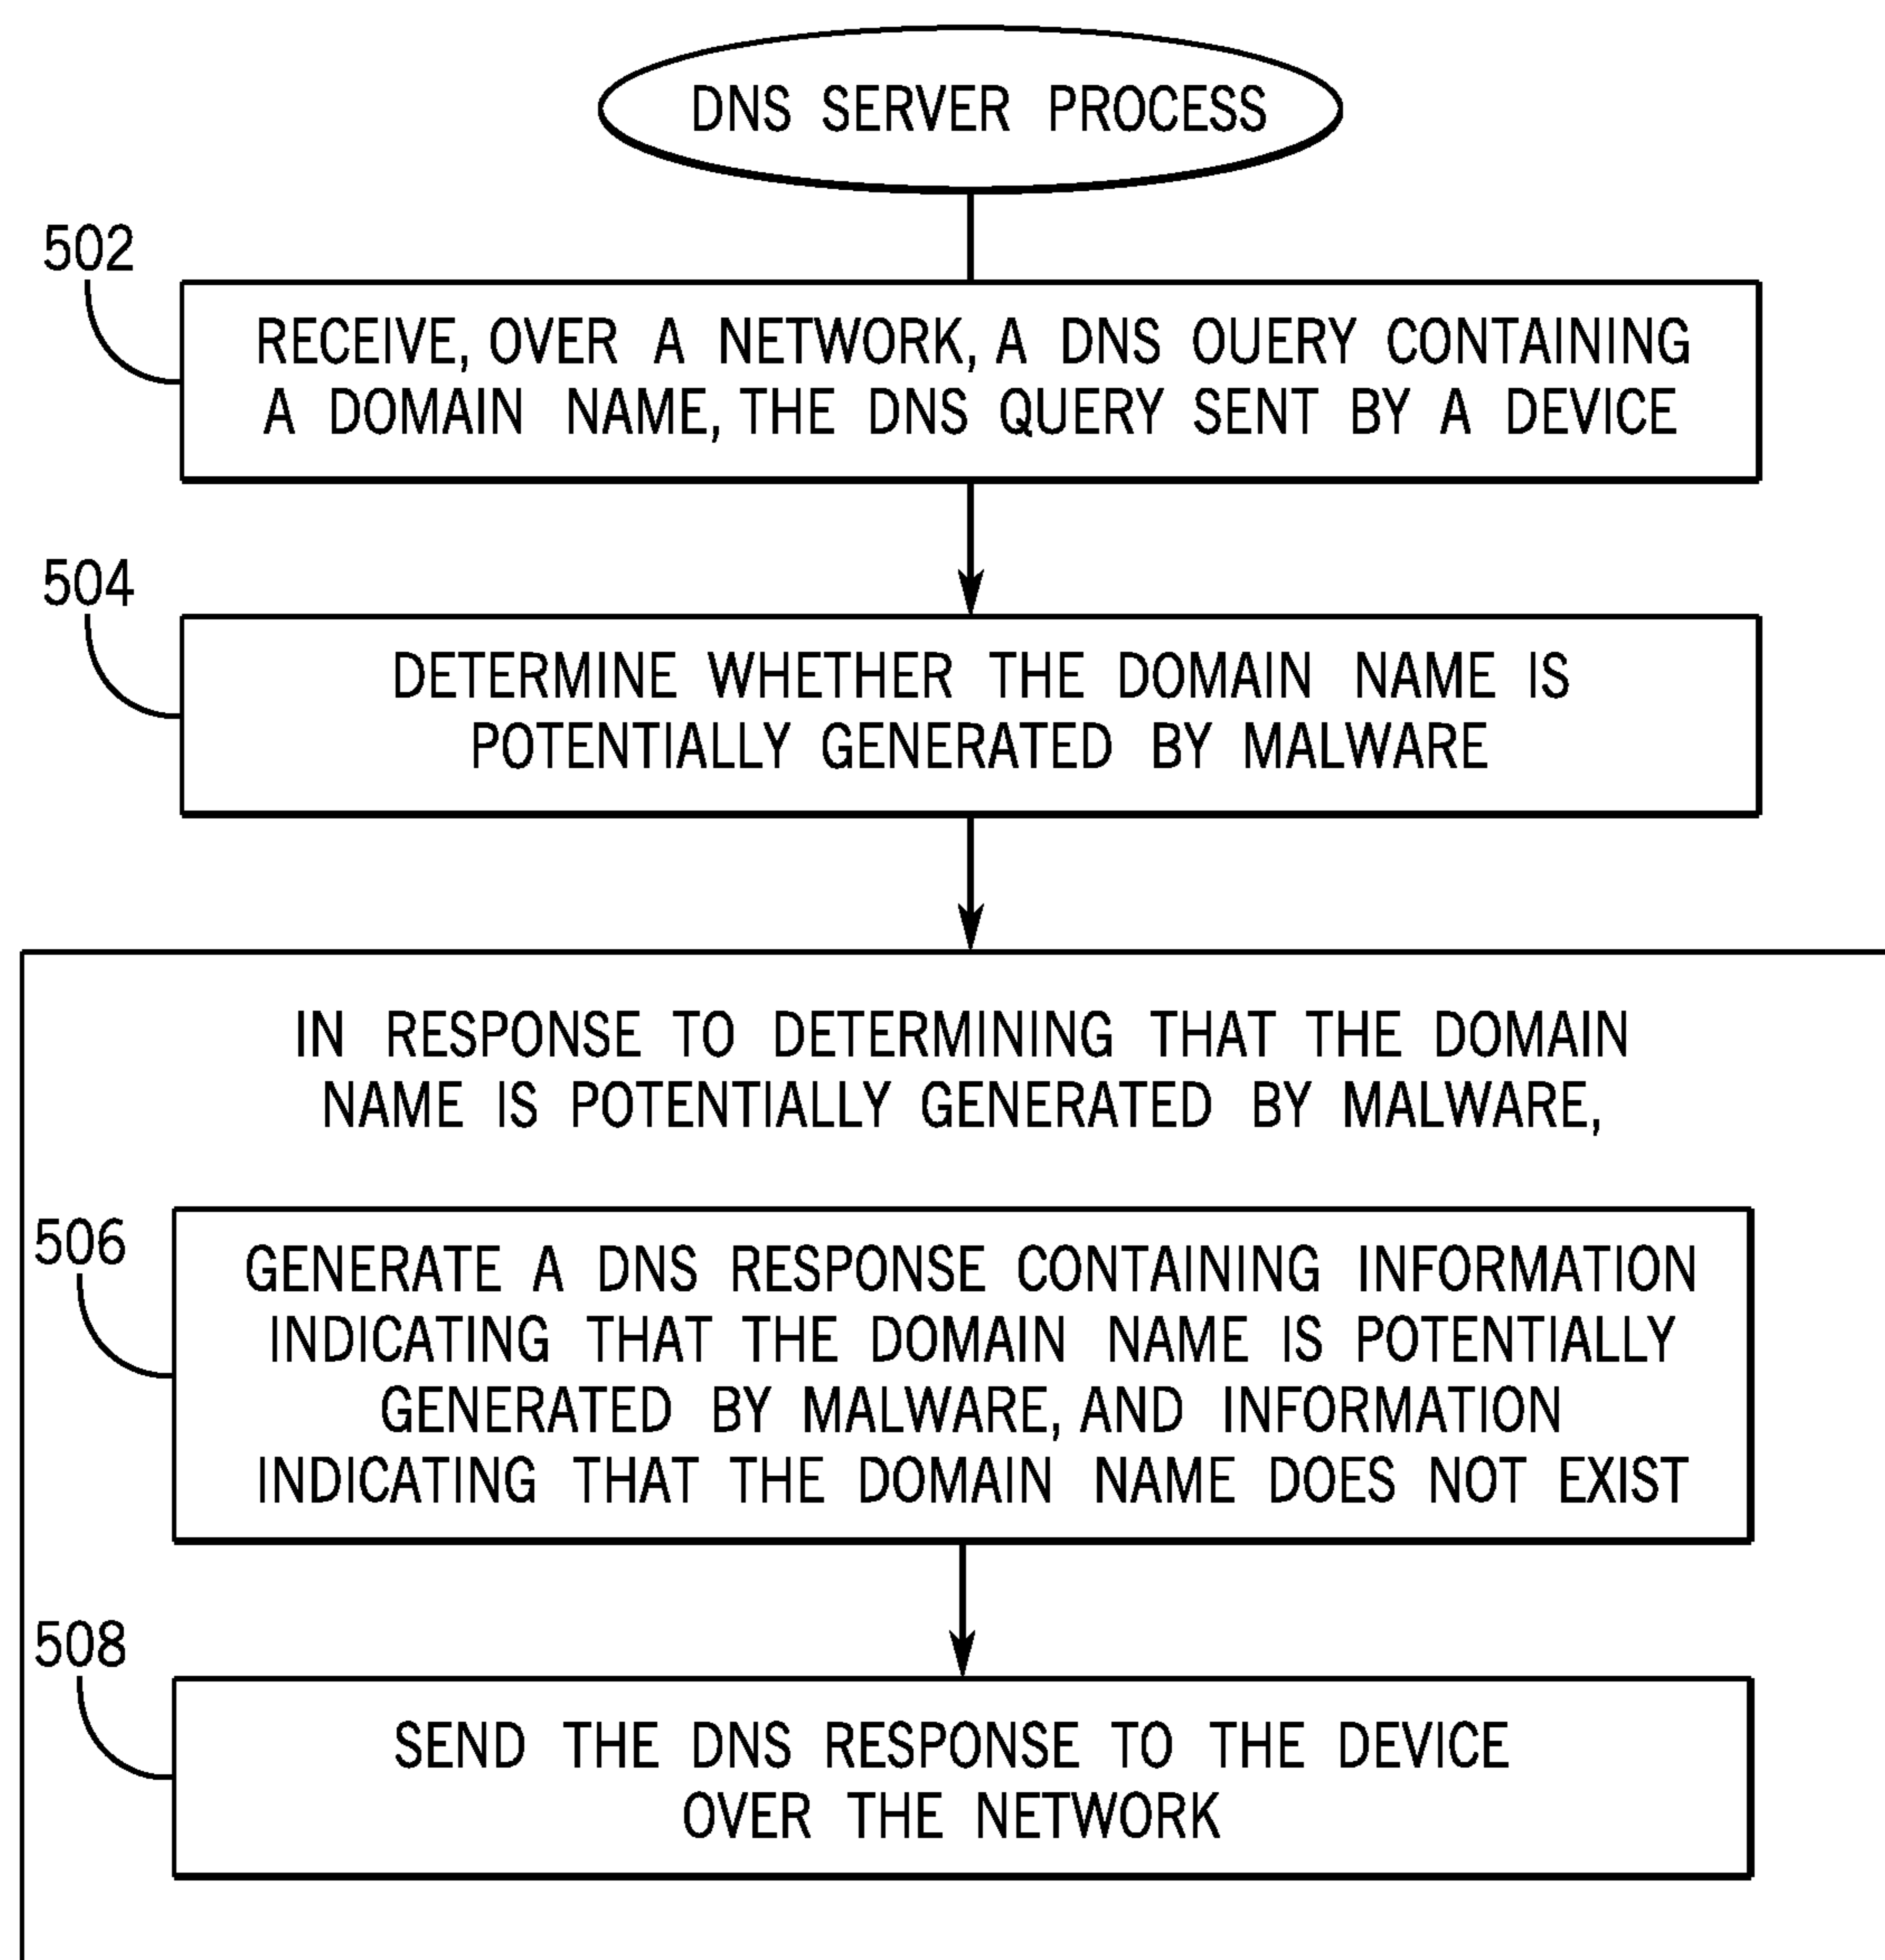 DNS SERVER PROCESS
502
RECEIVE, OVER A NETWORK, A DNS OUERY CONTAINING
A DOMAIN NAME, THE DNS QUERY SENT BY A DEVICE
504
DETERMINE WHETHER THE DOMAIN NAME IS
POTENTIALLY GENERATED BY MALWARE
IN RESPONSE TO DETERMINING THAT THE DOMAIN
NAME IS POTENTIALLY GENERATED BY MALWARE,
506
GENERATE A DNS RESPONSE CONTAINING INFORMATION
INDICATING THAT THE DOMAIN NAME IS POTENTIALLY
GENERATED BY MALWARE, AND INFORMATION
INDICATING THAT THE DOMAIN NAME DOES NOT EXIST
508
SEND THE DNS RESPONSE TO THE DEVICE
OVER THE NETWORK